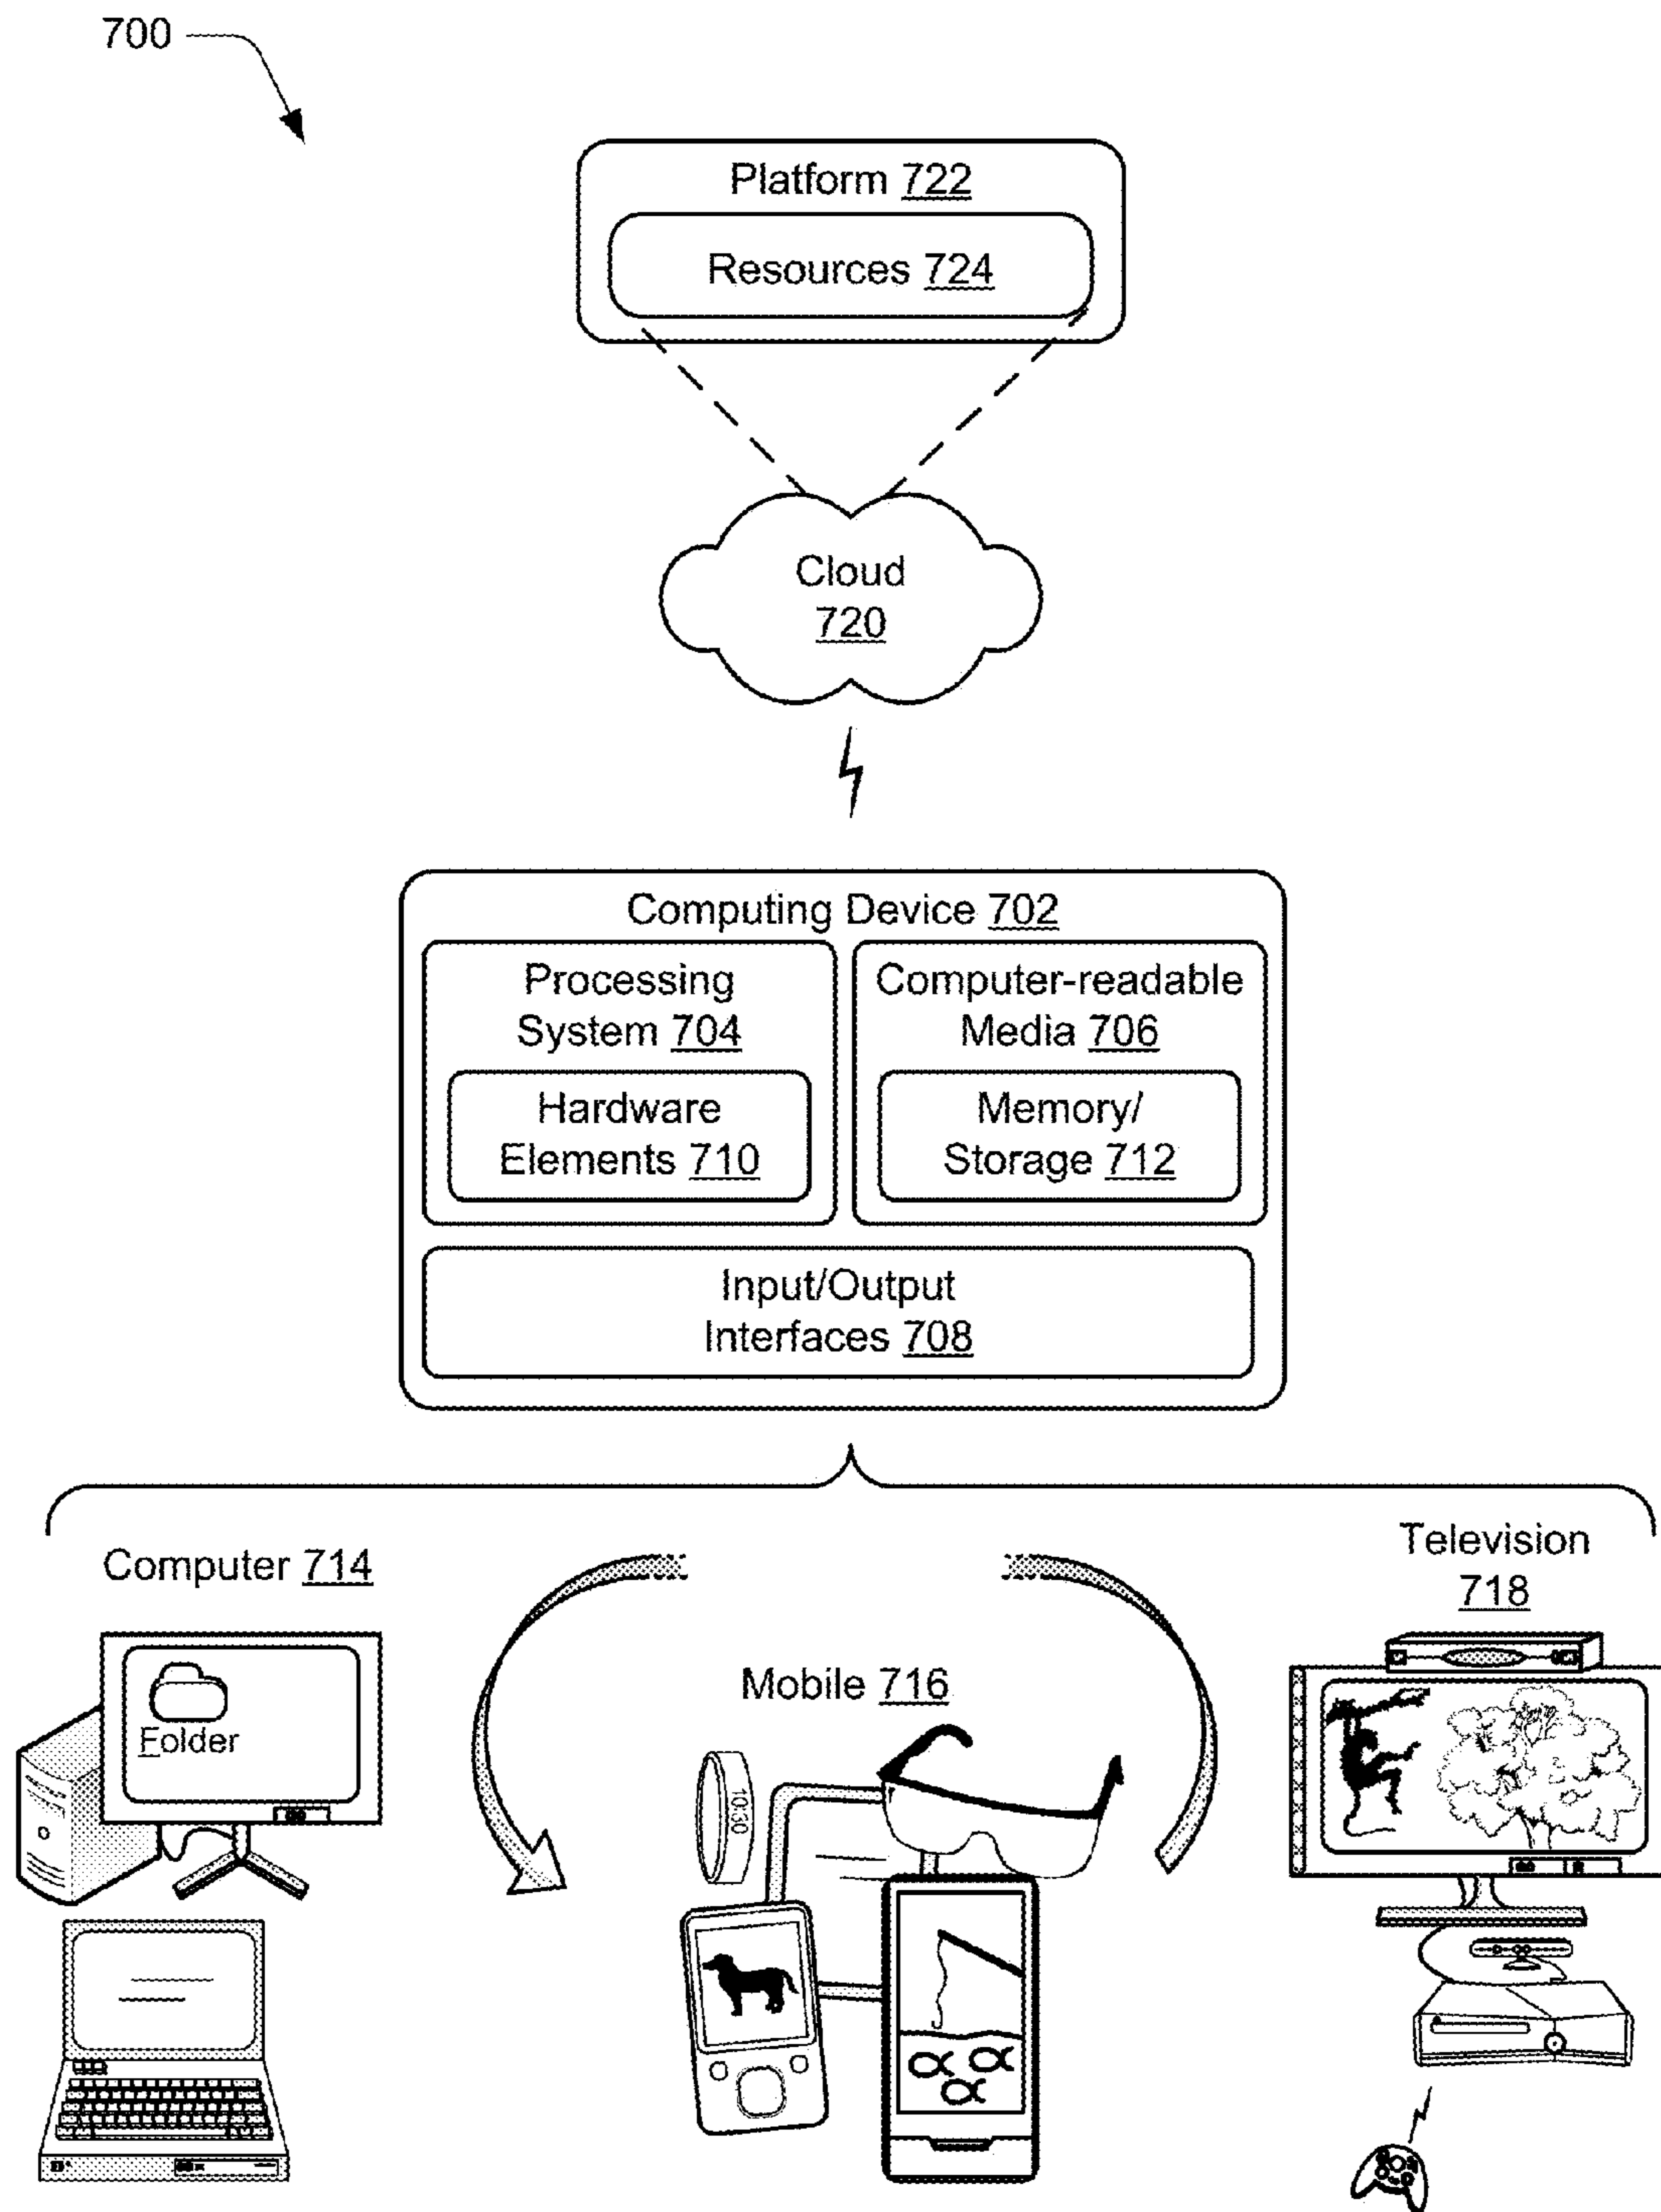 700
Platform 722
Resources 724
Cloud
720
Computing Device 702
Processing
System 704
Computer-readable
Media 706
Hardware
Elements 710
Memory/
Storage 712
Input/Output
Interfaces 708
Computer 714
Television
718
Mobile 716
Folder
10:30